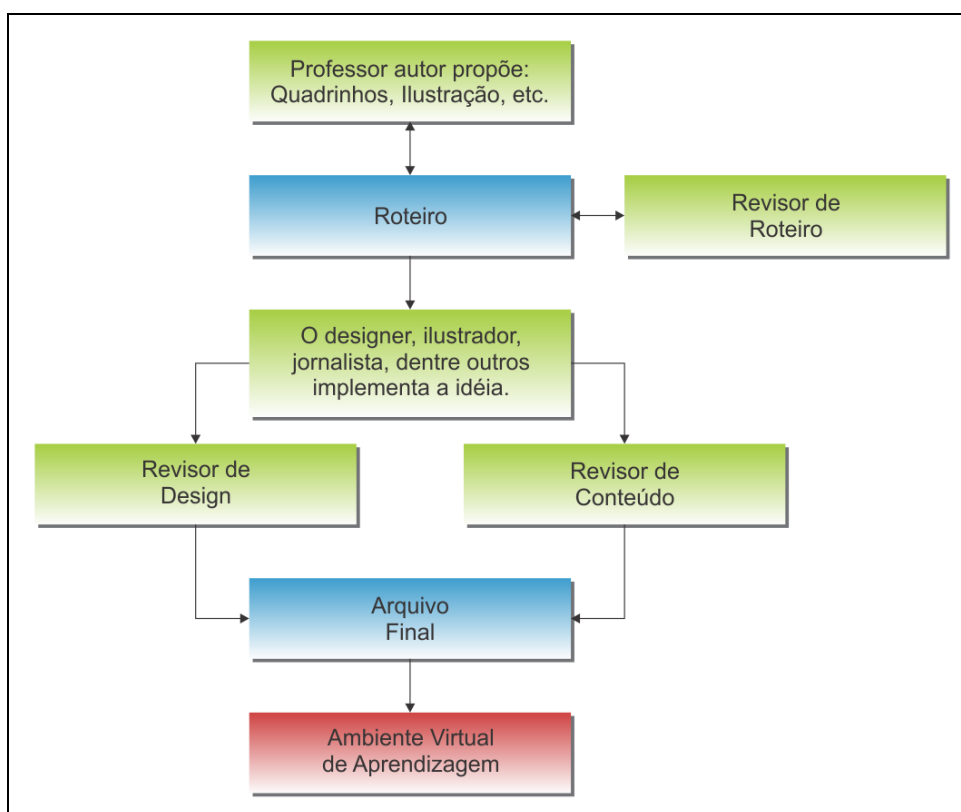 Professor autor propõe:
Quadrinhos, Ilustração, etc.
Roteiro
Revisor de
Roteiro
O designer, ilustrador,
jornalista, dentre outros
implementa a idéia.
Revisor de
Design
Revisor de
Conteúdo
Arquivo
Final
Ambiente Virtual
de Aprendizagem